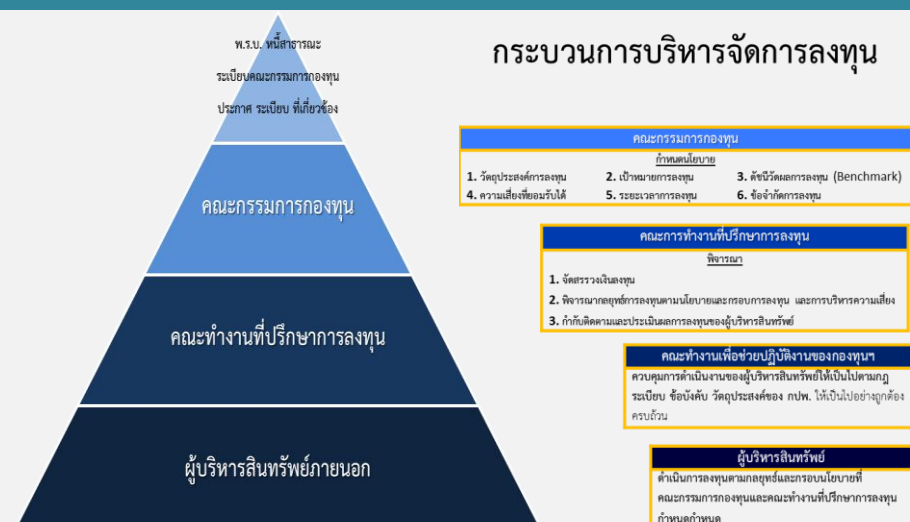 กระบวนการบริหารจัดการลงทุน
พ.ร.บ. หนี้สาธารณะ
ระเบียบคณะกรรมการกองทุน
ประกาศ ระเบียบ ที่เกี่ยวข้อง
คณะกรรมการกองทุน
คณะทำงานที่ปรึกษาการลงทุน
ผู้บริหารสินทรัพย์ภายนอก
คณะกรรมการกองทุน
กำหนดนโยบาย
1. วัตถุประสงค์การลงทุน 2. เป้าหมายการลงทุน 3. ดัชนีวัดผลการลงทุน (Benchmark)
4. ความเสี่ยงที่ยอมรับได้ 5. ระยะเวลาการลงทุน 6. ข้อจำกัดการลงทุน
คณะการทำงานที่ปรึกษาการลงทุน
พิจารณา
1. จัดสรรวงเงินลงทุน
2. พิจารณากลยุทธ์การลงทุนตามนโยบายและกรอบการลงทุน และการบริหารความเสี่ยง
3. กำกับติดตามและประเมินผลการลงทุนของผู้บริหารสินทรัพย์
คณะทำงานเพื่อช่วยปฏิบัติงานของกองทุนฯ
ควบคุมการดำเนินงานของผู้บริหารสินทรัพย์ให้เป็นไปตามกฎ
ระเบียบ ข้อบังคับ วัตถุประสงค์ของ กปพ. ให้เป็นไปอย่างถูกต้อง
ครบถ้วน
ผู้บริหารสินทรัพย์
ดำเนินการลงทุนตามกลยุทธ์และกรอบนโยบายที่
คณะกรรมการกองทุนและคณะทำงานที่ปรึกษาการลงทุน
กำหนดกำหนด